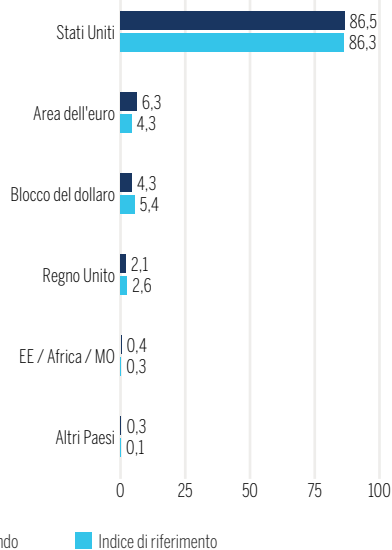 Stati Uniti 86,5
86,3
Area dell'euro 6,3
4,3
Blocco del dollaro 4,3
5,4
Regno Unito 2,1
2,6
EE / Africa / MO 0,4
0,3
Altri Paesi 0,3
0,1
0 25 50 75 100
ndo Indice di riferimento